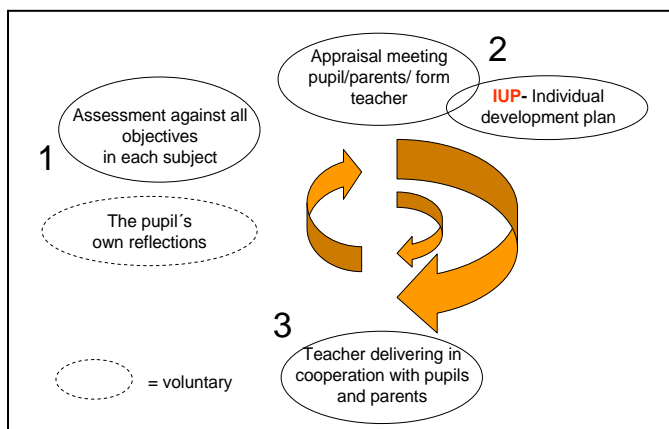 1
Assessment against all
objectives
in each subject
The pupil´s
own reflections
2
Appraisal meeting
pupil/parents/ form
teacher
IUP- Individual
development plan
3
Teacher delivering in
cooperation with pupils
and parents
= voluntary